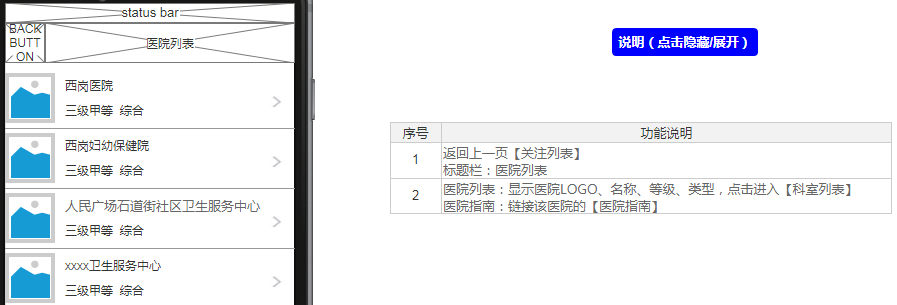 status bar
BACK
BUTT
ON
医院列表
西岗医院
三级甲等 综合
西岗妇幼保健院
三级甲等 综合
人民广场石道街社区卫生服务中心
三级甲等 综合
xxxx卫生服务中心
三级甲等 综合
说明（点击隐藏/展开）
序号 功能说明
1 返回上一页【关注列表】
标题栏：医院列表
2 医院列表：显示医院LOGO、名称、等级、类型，点击进入【科室列表】
医院指南：链接该医院的【医院指南】